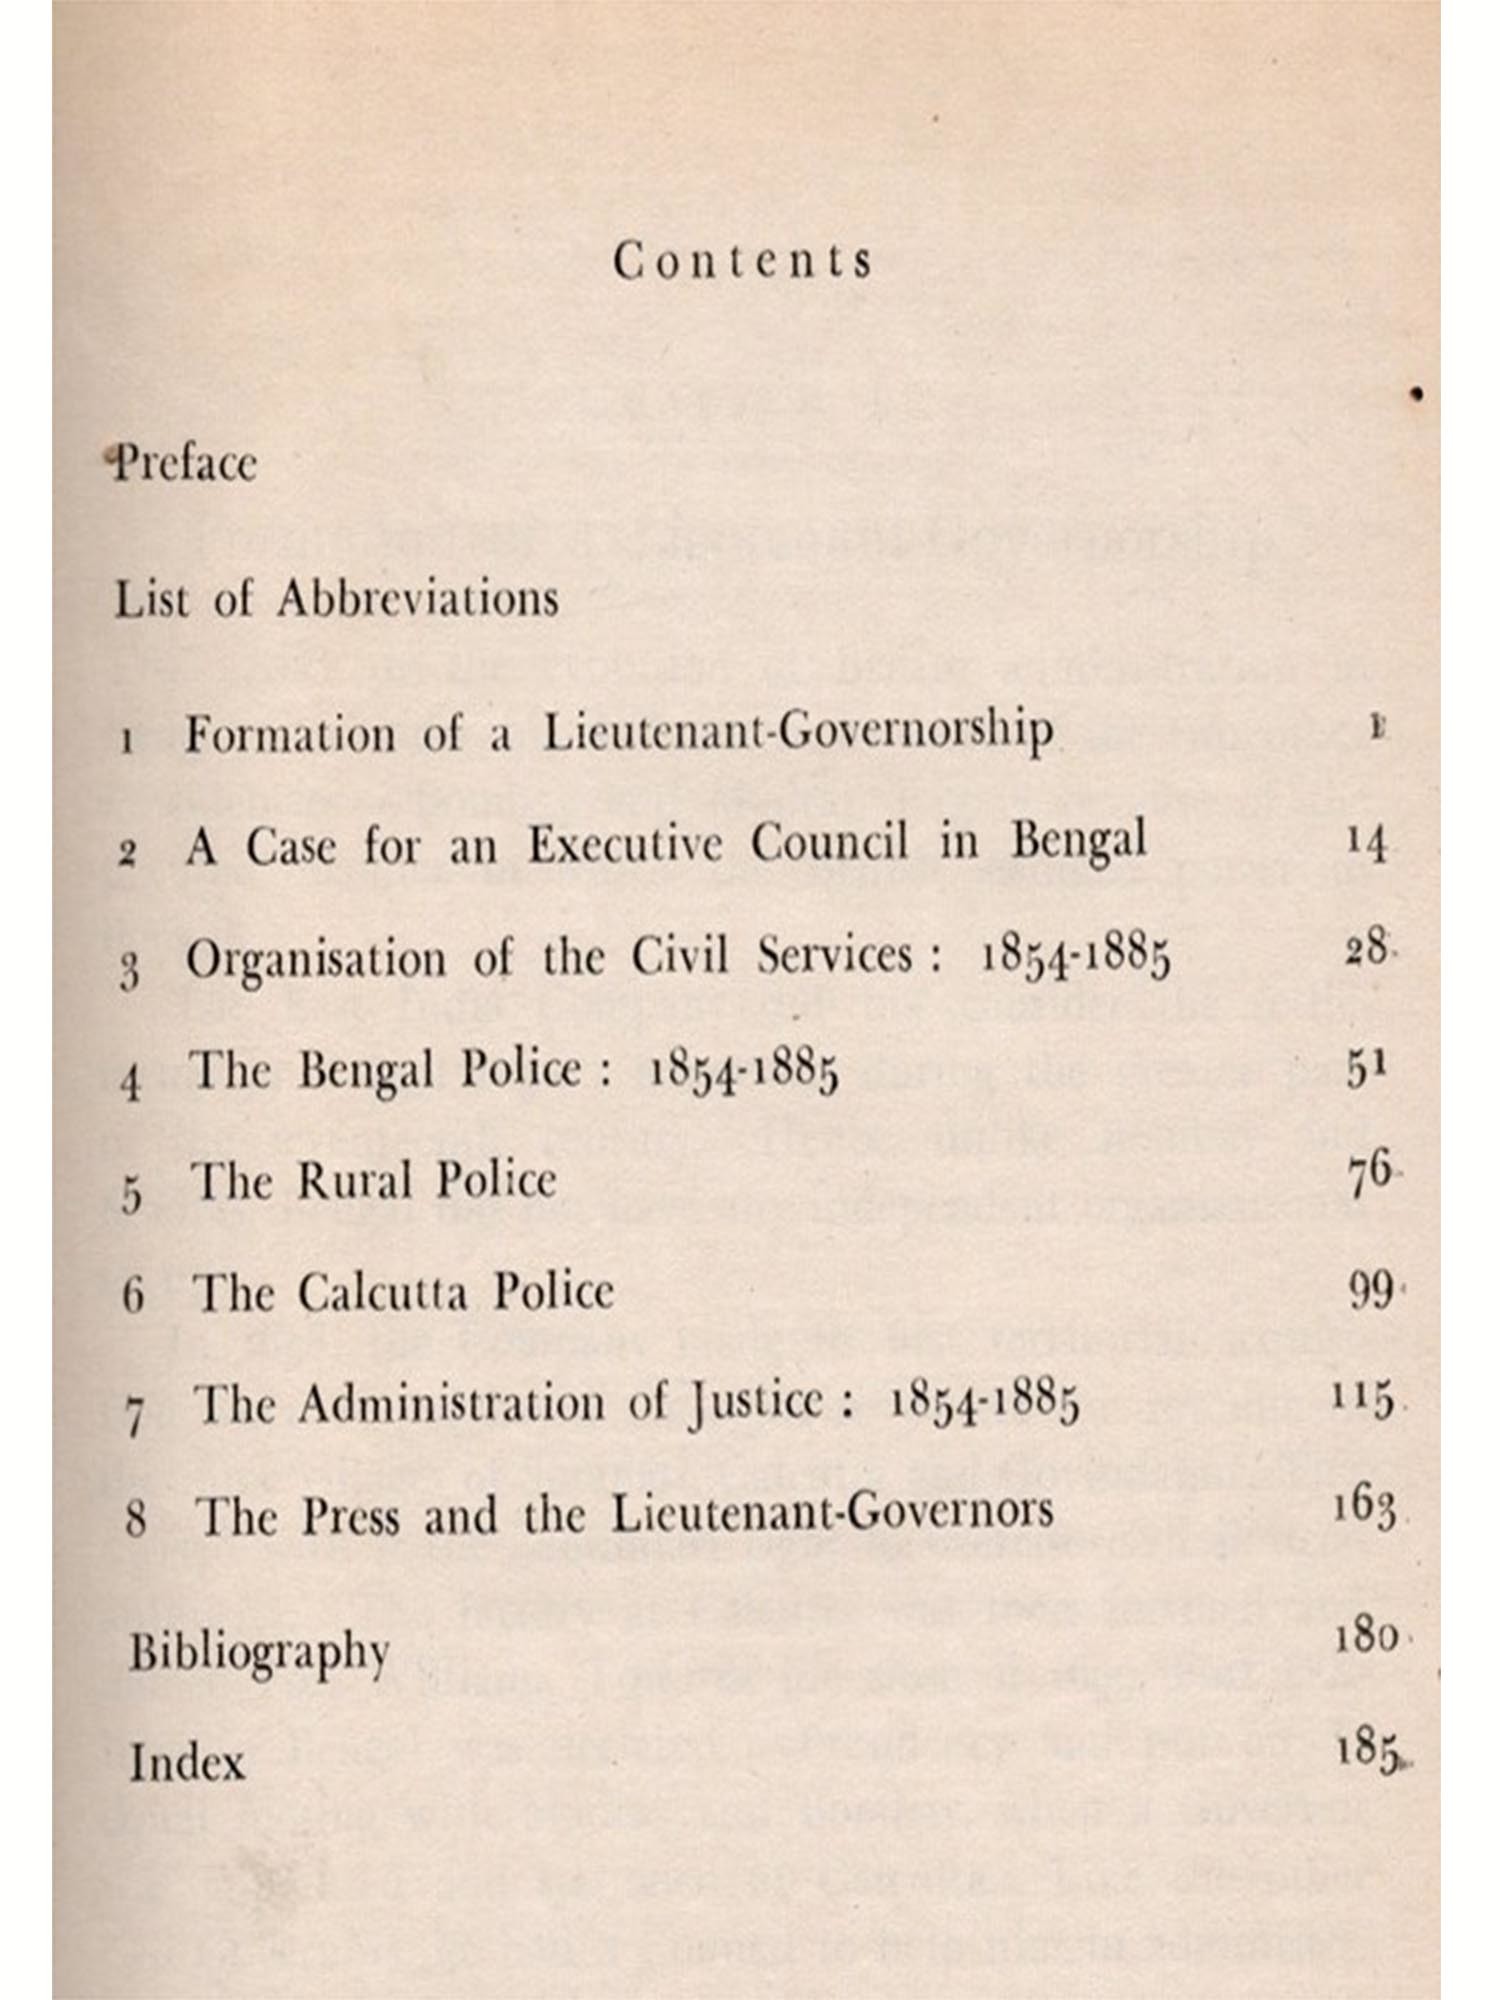 Contents
Preface
List of Abbreviations
1 Formation of a Lieutenant-Governorship 1
2 A Case for an Executive Council in Bengal 14
3 Organisation of the Civil Services : 1854-1885 28
4 The Bengal Police : 1854-1885 51
5 The Rural Police 76
6 The Calcutta Police 99
7 The Administration of Justice : 1854-1885 115
8 The Press and the Lieutenant-Governors 163
Bibliography 180
Index 185